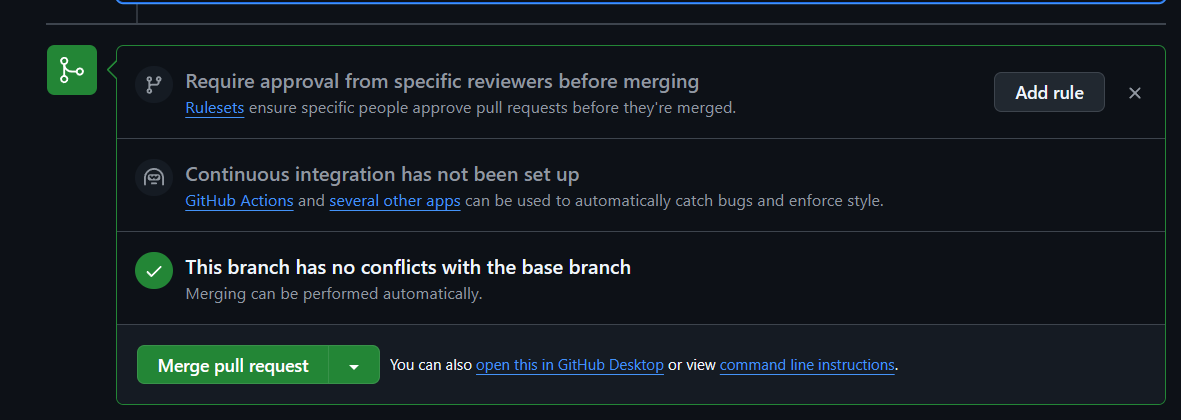 Require approval from specific reviewers before merging
Add rule
Rulesets ensure specific people approve pull requests before they're merged.
Continuous integration has not been set up
GitHub Actions and several other apps can be used to automatically catch bugs and enforce style.
This branch has no conflicts with the base branch
Merging can be performed automatically.
Merge pull request
You can also open this in GitHub Desktop or view command line instructions.